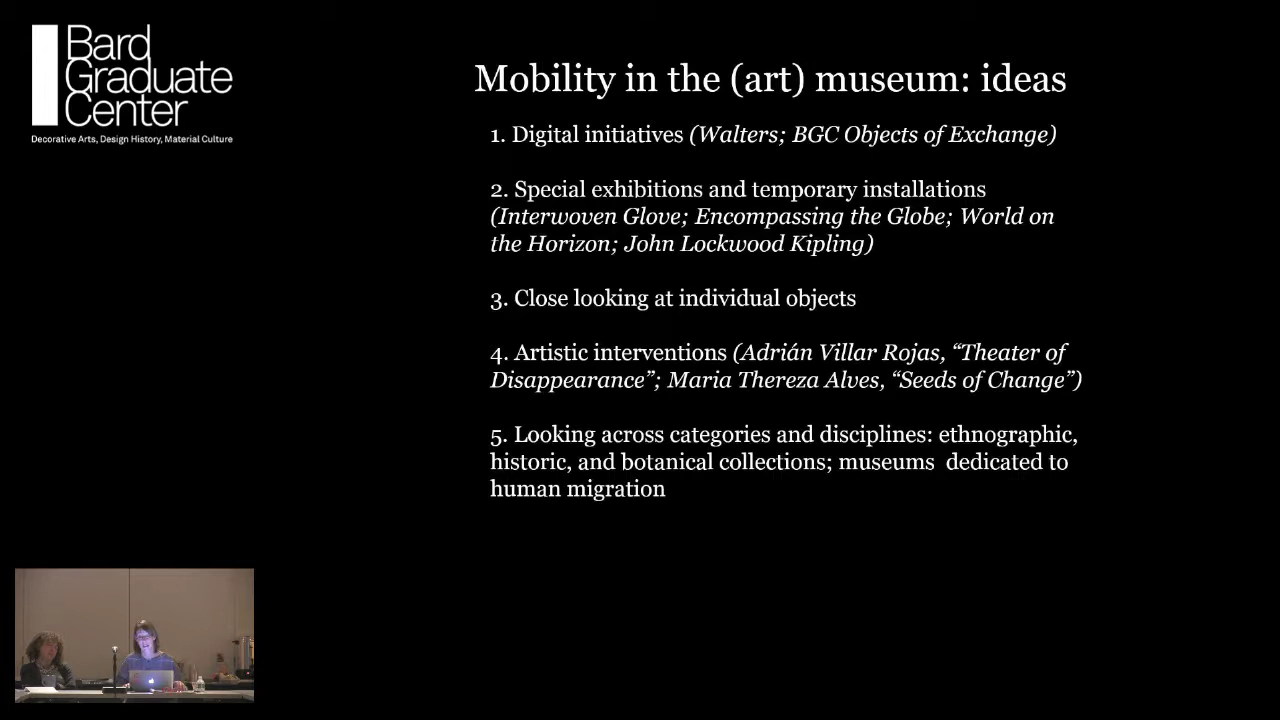 Bard
Graduate
Center
Decorative Arts, Design History, Material Culture
Mobility in the (art) museum: ideas
1. Digital initiatives (Walters; BGC Objects of Exchange)
2. Special exhibitions and temporary installations
(Interwoven Glove; Encompassing the Globe; World on
the Horizon; John Lockwood Kipling)
3. Close looking at individual objects
4. Artistic interventions (Adrián Villar Rojas, “Theater of
Disappearance”; Maria Thereza Alves, “Seeds of Change”)
5. Looking across categories and disciplines: ethnographic,
historic, and botanical collections; museums  dedicated to
human migration